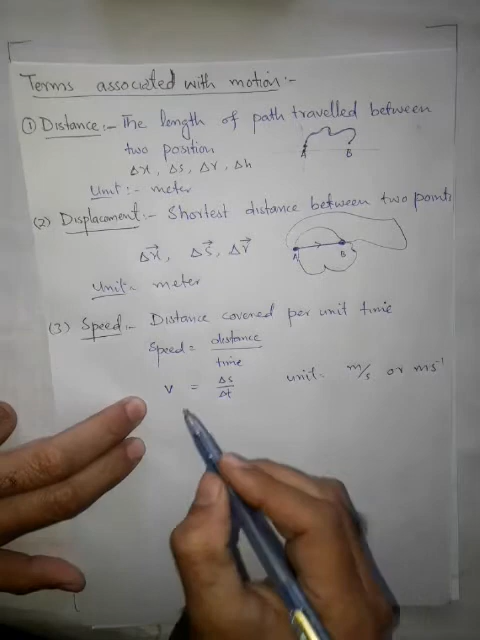 Terms associated with motion:-
① Distance:- The length of path travelled between
two position
Δx, Δs, Δr, Δh
A B
Unit:- meter
(2) Displacement:- Shortest distance between two points
Δx⃗, Δs⃗, Δr⃗
A B
Unit:- meter
(3) Speed:- Distance covered per unit time
Speed = distance/time
v = Δs/Δt unit:- m/s or ms⁻¹